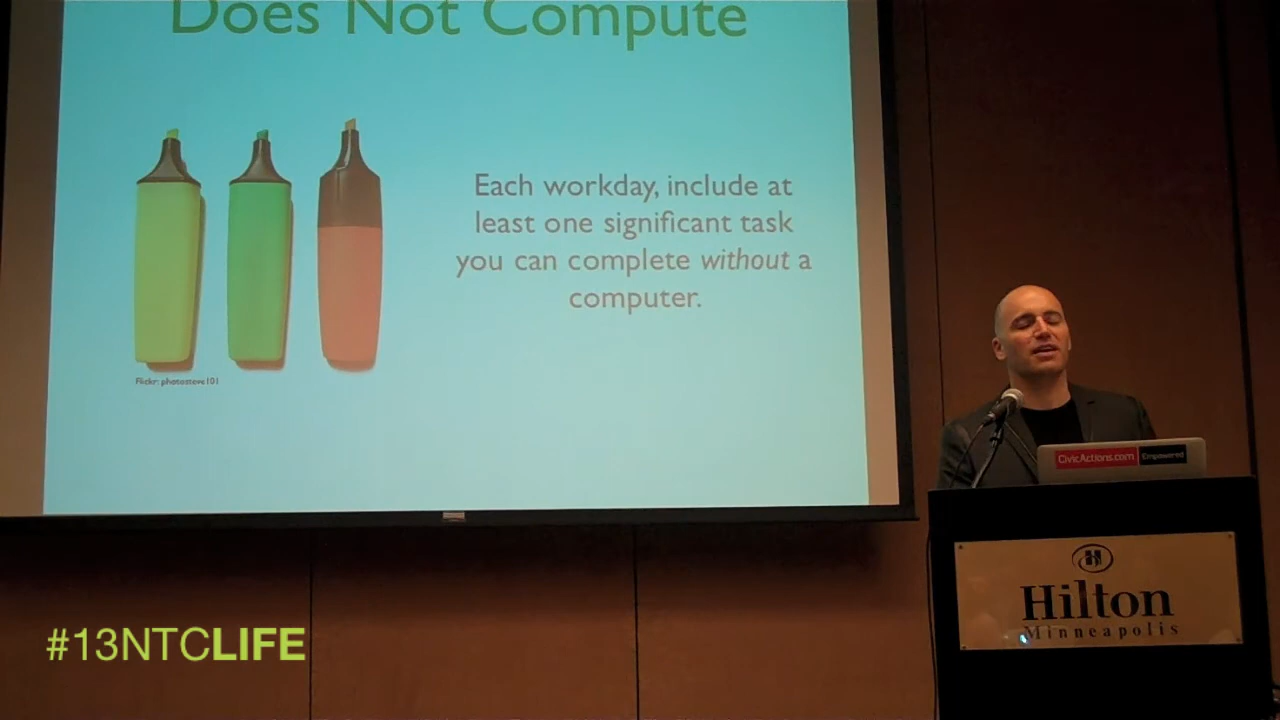 Does Not Compute
Each workday, include at
least one significant task
you can complete without a
computer.
Flickr: photosteve101
CivicActions.com Empowered
H
Hilton
Minneapolis
#13NTCLIFE